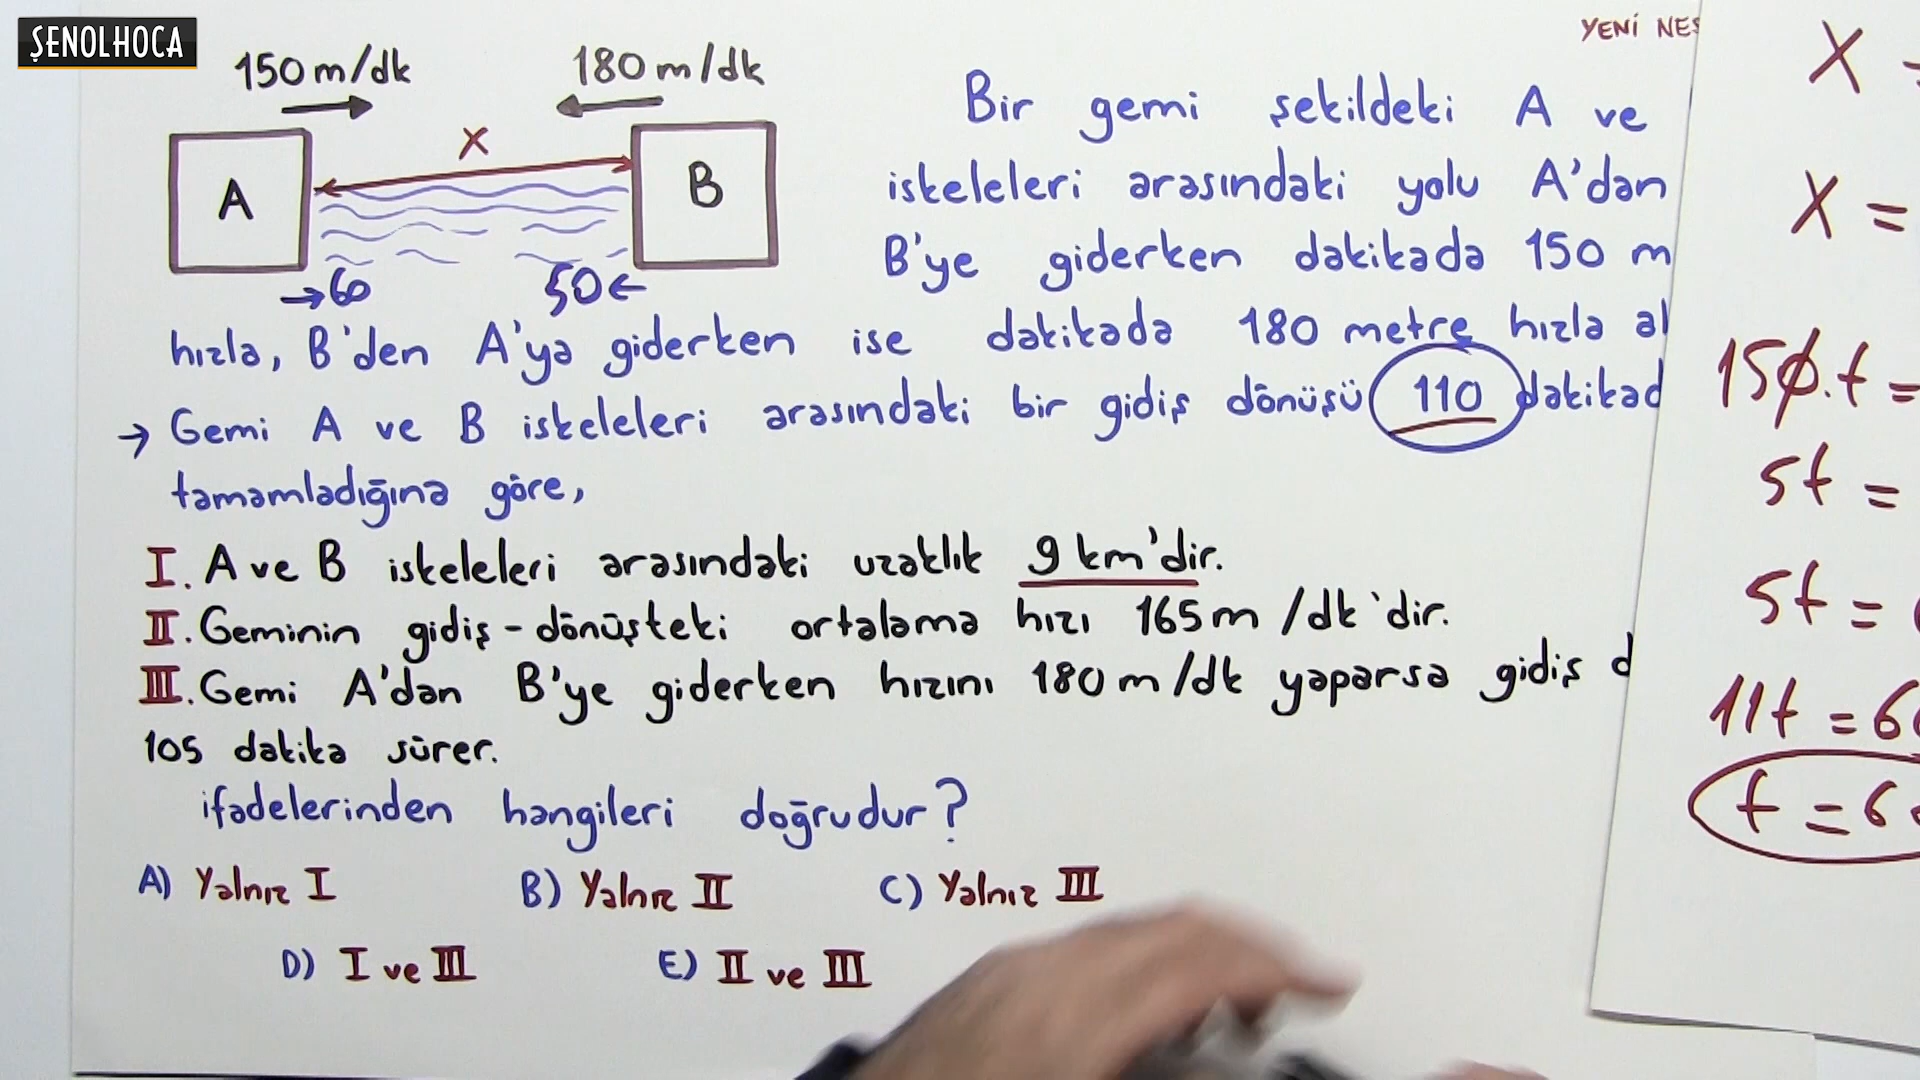 ŞENOLHOCA
YENİ NES
150 m/dk
180 m/dk
X
A
B
→60
50←
Bir gemi şekildeki A ve
iskeleleri arasındaki yolu A'dan
B'ye giderken dakikada 150 m
hızla, B'den A'ya giderken ise dakikada 180 metre hızla al
→ Gemi A ve B iskeleleri arasındaki bir gidiş dönüşü 110 dakikad
tamamladığına göre,
I. A ve B iskeleleri arasındaki uzaklık 9 km'dir.
II. Geminin gidiş-dönüşteki ortalama hızı 165 m/dk'dir.
III. Gemi A'dan B'ye giderken hızını 180 m/dk yaparsa gidiş d
105 dakika sürer.
ifadelerinden hangileri doğrudur?
A) Yalnız I B) Yalnız II C) Yalnız III
D) I ve III E) II ve III
X =
X =
150.t =
5t =
5t =
11t = 6
t = 6